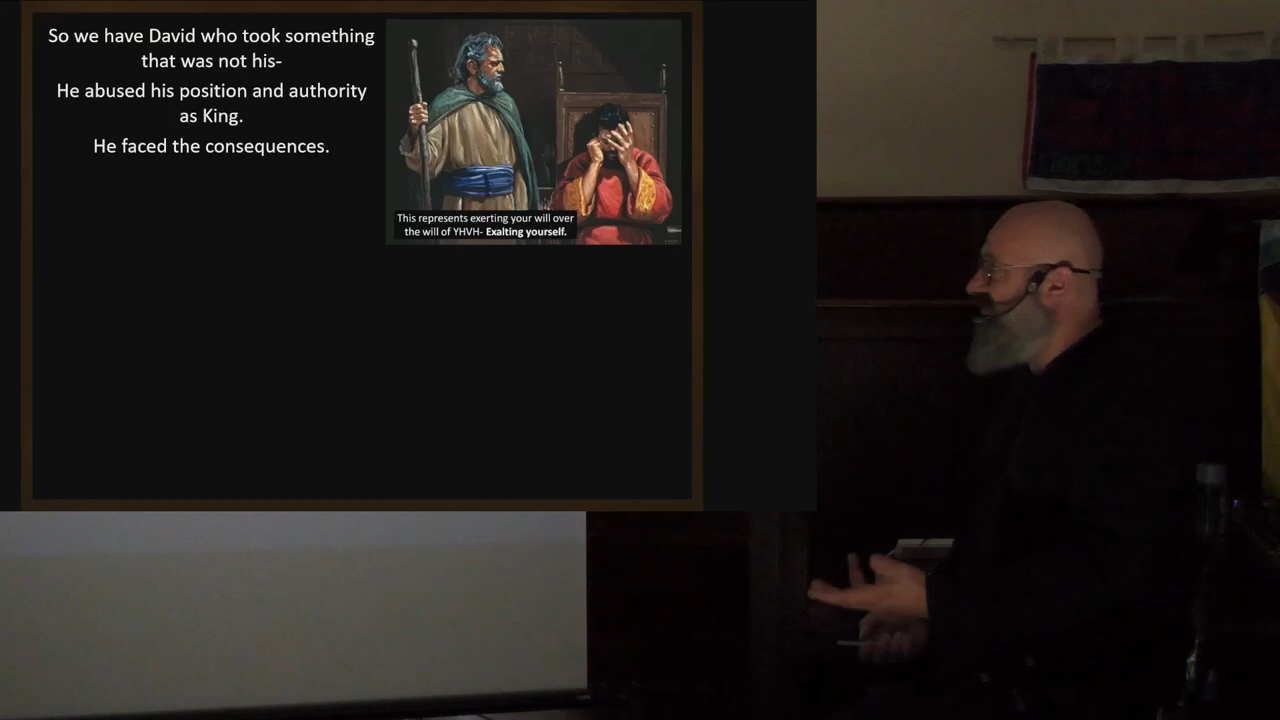 So we have David who took something
that was not his-
He abused his position and authority
as King.
He faced the consequences.
This represents exerting your will over
the will of YHVH- Exalting yourself.